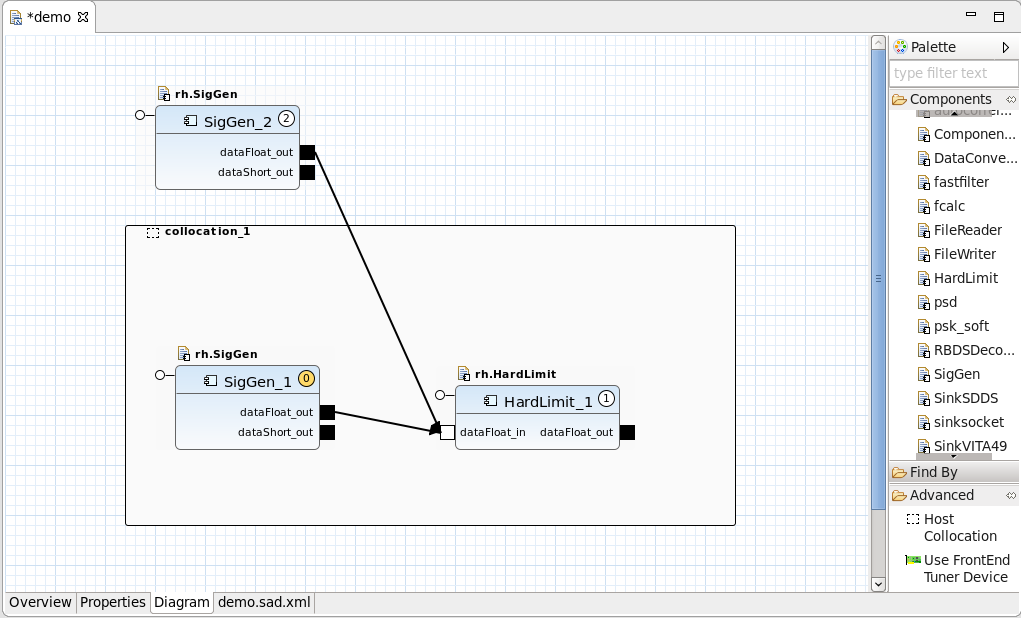 *demo
Palette
type filter text
Components
Componen...
DataConve...
fastfilter
fcalc
FileReader
FileWriter
HardLimit
psd
psk_soft
RBDSDeco...
SigGen
SinkSDDS
sinksocket
SinkVITA49
Find By
Advanced
Host
Collocation
Use FrontEnd
Tuner Device
rh.SigGen
SigGen_2 2
dataFloat_out
dataShort_out
collocation_1
rh.SigGen
SigGen_1 0
dataFloat_out
dataShort_out
rh.HardLimit
HardLimit_1 1
dataFloat_in dataFloat_out
Overview Properties Diagram demo.sad.xml